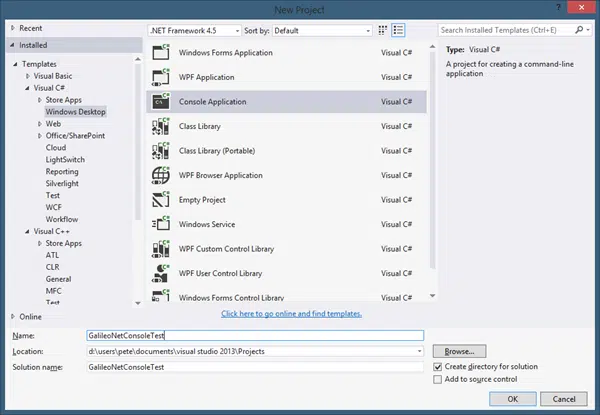 New Project
?
Recent
.NET Framework 4.5
Sort by:
Default
Search Installed Templates (Ctrl+E)
Installed
Templates
Visual Basic
Visual C#
Store Apps
Windows Desktop
Web
Office/SharePoint
Cloud
LightSwitch
Reporting
Silverlight
Test
WCF
Workflow
Visual C++
Store Apps
ATL
CLR
General
MFC
Test
Online
Windows Forms Application Visual C#
WPF Application Visual C#
Console Application Visual C#
Class Library Visual C#
Class Library (Portable) Visual C#
WPF Browser Application Visual C#
Empty Project Visual C#
Windows Service Visual C#
WPF Custom Control Library Visual C#
WPF User Control Library Visual C#
Windows Forms Control Library Visual C#
Click here to go online and find templates.
Type: Visual C#
A project for creating a command-line
application
Name: GalileoNetConsoleTest
Location: d:\users\pete\documents\visual studio 2013\Projects
Browse...
Solution name: GalileoNetConsoleTest
Create directory for solution
Add to source control
OK
Cancel